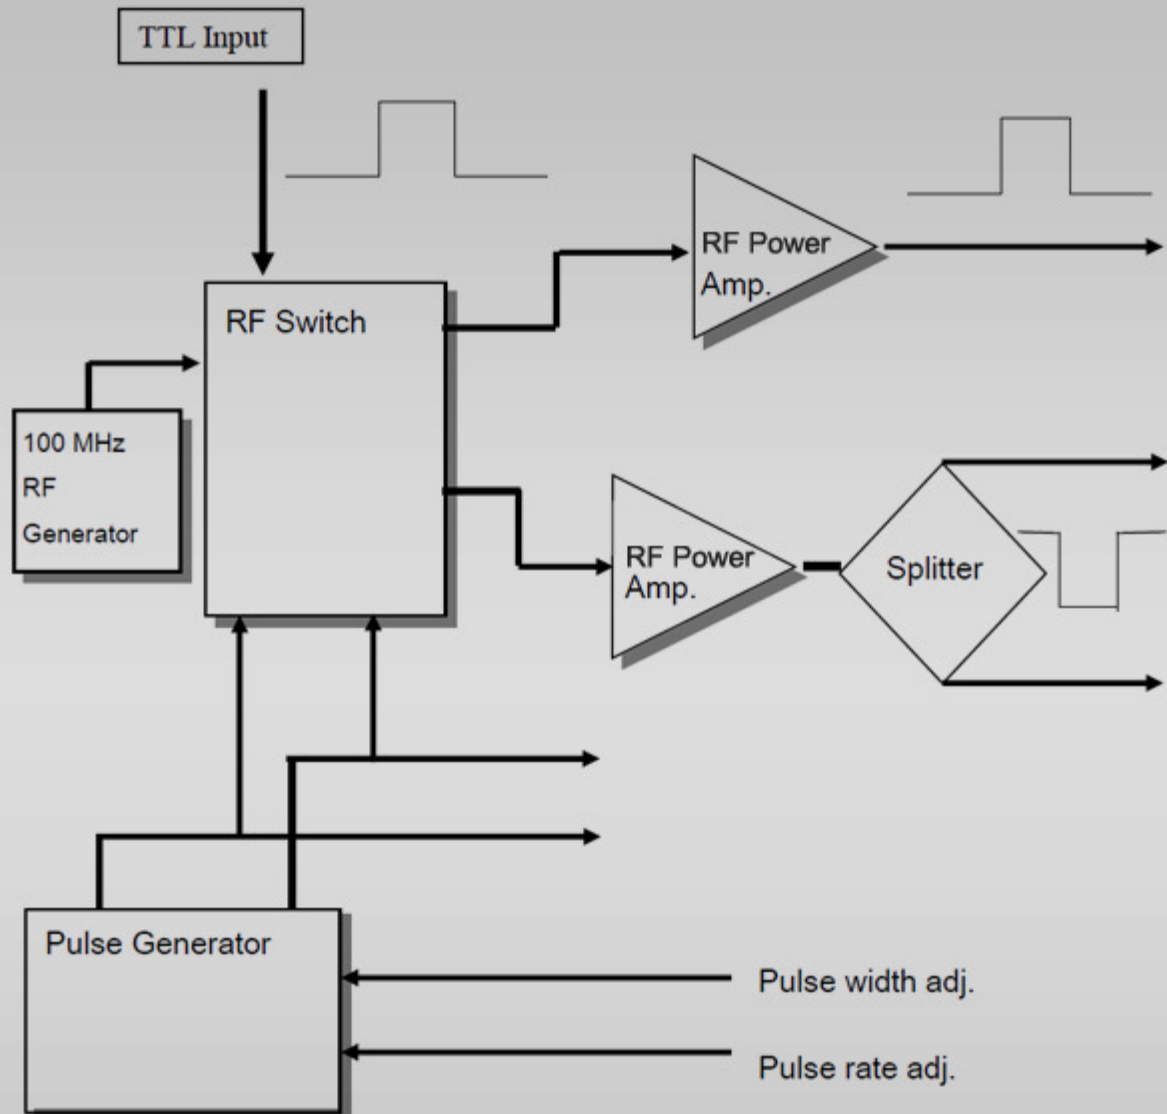 TTL Input
RF Power
Amp.
RF Switch
100 MHz
RF
Generator
RF Power
Amp.
Splitter
Pulse Generator
Pulse width adj.
Pulse rate adj.